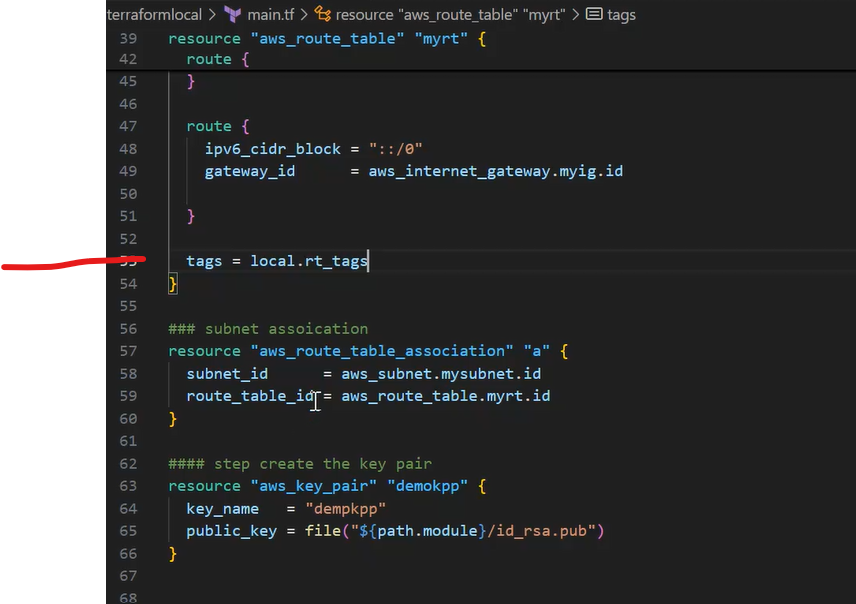 terraformlocal > main.tf > resource "aws_route_table" "myrt" > tags
39 resource "aws_route_table" "myrt" {
42 route {
45 }
46
47 route {
48 ipv6_cidr_block = "::/0"
49 gateway_id = aws_internet_gateway.myig.id
50
51 }
52
53 tags = local.rt_tags
54 }
55
56 ### subnet assoication
57 resource "aws_route_table_association" "a" {
58 subnet_id = aws_subnet.mysubnet.id
59 route_table_id = aws_route_table.myrt.id
60 }
61
62 #### step create the key pair
63 resource "aws_key_pair" "demokpp" {
64 key_name = "dempkpp"
65 public_key = file("${path.module}/id_rsa.pub")
66 }
67
68